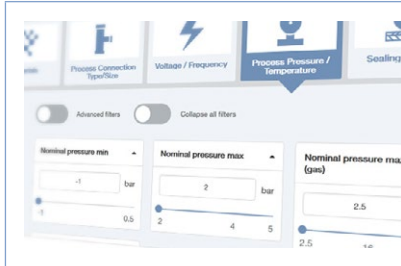 Process Connection
Type/Size
Voltage / Frequency
Process Pressure /
Temperature
Sealing
Advanced filters
Collapse all filters
Nominal pressure min
-1
bar
-1
0.5
Nominal pressure max
2
bar
2
4
5
Nominal pressure max
(gas)
2.5
2.5
16